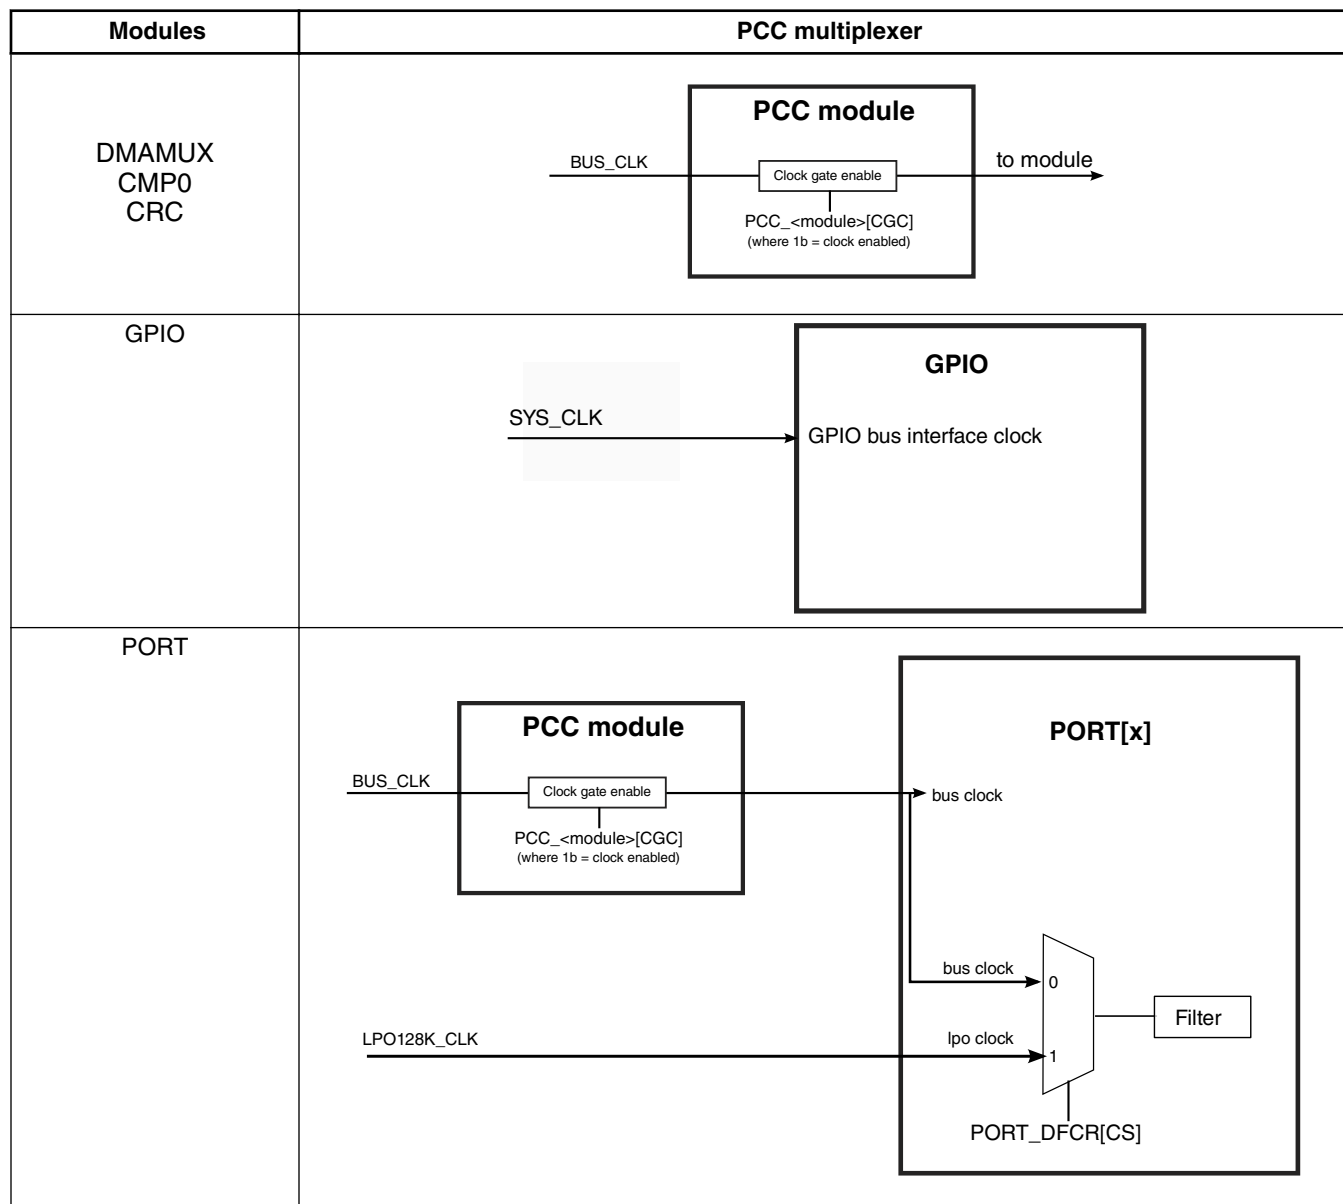 Modules
PCC multiplexer
DMAMUX
CMP0
CRC
PCC module
BUS_CLK
Clock gate enable
to module
PCC_<module>[CGC]
(where 1b = clock enabled)
GPIO
GPIO
SYS_CLK
GPIO bus interface clock
PORT
PCC module
PORT[x]
BUS_CLK
Clock gate enable
bus clock
PCC_<module>[CGC]
(where 1b = clock enabled)
bus clock
0
Filter
LPO128K_CLK
lpo clock
1
PORT_DFCR[CS]